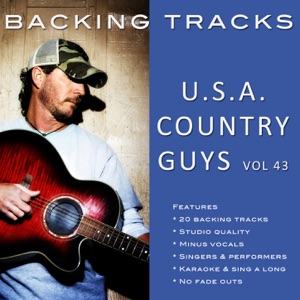 BACKING TRACKS
U.S.A.
COUNTRY
GUYS VOL 43
FEATURES
* 20 BACKING TRACKS
* STUDIO QUALITY
* MINUS VOCALS
* SINGERS & PERFORMERS
* KARAOKE & SING A LONG
* NO FADE CUTS